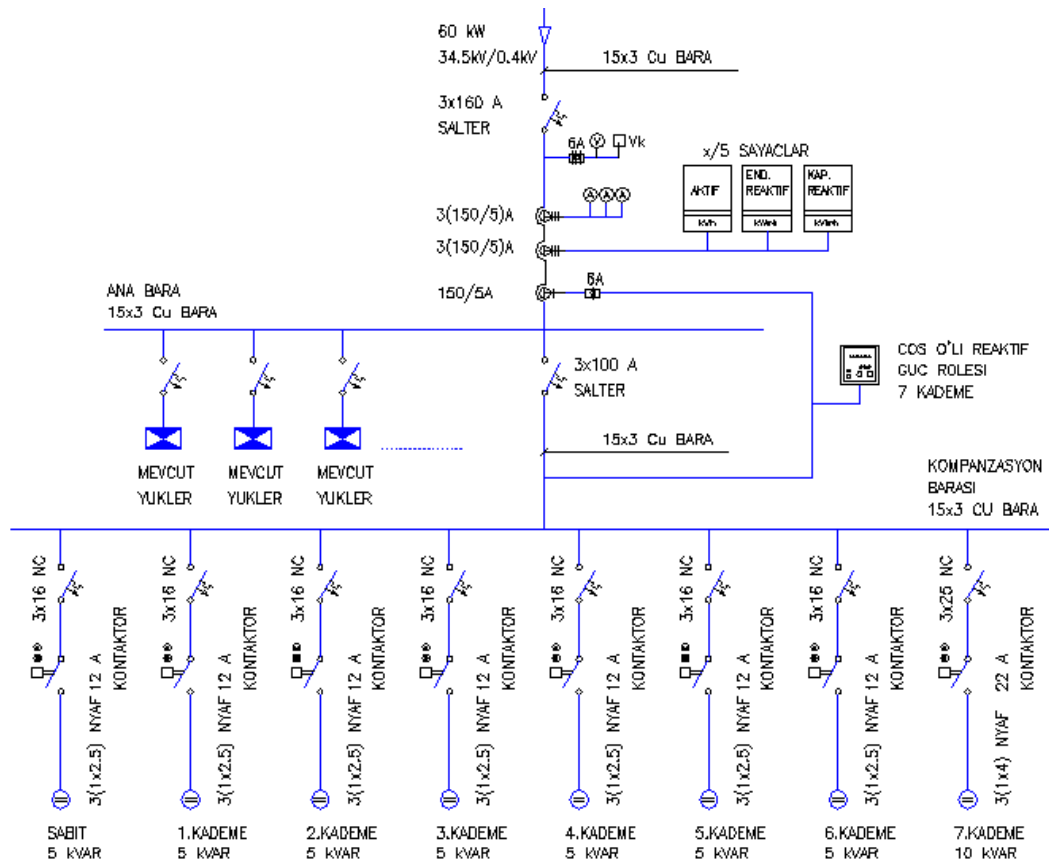 60 kW
34.5kV/0.4kV
15x3 Cu BARA
3x160 A
SALTER
6A
V
Vk
x/5 SAYACLAR
AKTIF
END.
REAKTIF
KAP.
REAKTIF
kWh
3(150/5)A
A A A
3(150/5)A
150/5A
6A
ANA BARA
15x3 Cu BARA
3x100 A
SALTER
COS O'LI REAKTIF
GUC ROLESI
7 KADEME
15x3 Cu BARA
MEVCUT
YUKLER
MEVCUT
YUKLER
MEVCUT
YUKLER
KOMPANZASYON
BARASI
15x3 CU BARA
3x16 NC
3x16 NC
3x16 NC
3x16 NC
3x16 NC
3x16 NC
3x16 NC
3x25 NC
3(1x2.5) NYAF 12 A
KONTAKTOR
3(1x2.5) NYAF 12 A
KONTAKTOR
3(1x2.5) NYAF 12 A
KONTAKTOR
3(1x2.5) NYAF 12 A
KONTAKTOR
3(1x2.5) NYAF 12 A
KONTAKTOR
3(1x2.5) NYAF 12 A
KONTAKTOR
3(1x2.5) NYAF 12 A
KONTAKTOR
3(1x4) NYAF 22 A
KONTAKTOR
SABIT
5 kVAR
1.KADEME
5 kVAR
2.KADEME
5 kVAR
3.KADEME
5 kVAR
4.KADEME
5 kVAR
5.KADEME
5 kVAR
6.KADEME
5 kVAR
7.KADEME
10 kVAR